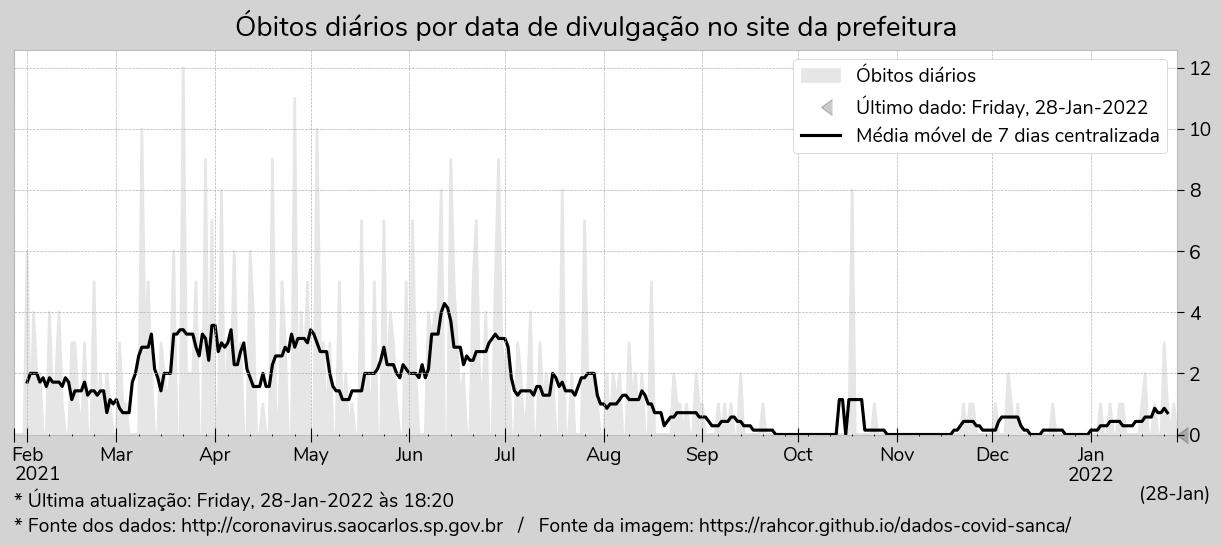 Óbitos diários por data de divulgação no site da prefeitura
Óbitos diários
Último dado: Friday, 28-Jan-2022
Média móvel de 7 dias centralizada
12
10
8
6
4
2
0
Feb Mar Apr May Jun Jul Aug Sep Oct Nov Dec Jan
2021 2022
(28-Jan)
* Última atualização: Friday, 28-Jan-2022 às 18:20
* Fonte dos dados: http://coronavirus.saocarlos.sp.gov.br / Fonte da imagem: https://rahcor.github.io/dados-covid-sanca/